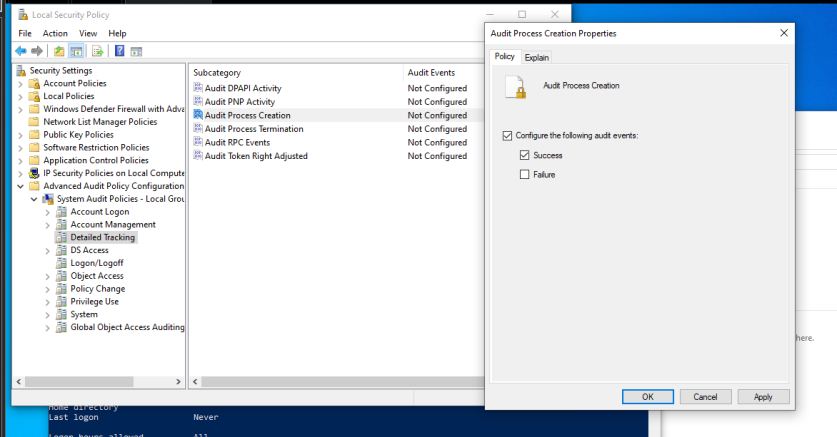 Local Security Policy
File Action View Help
Security Settings
Account Policies
Local Policies
Windows Defender Firewall with Adva
Network List Manager Policies
Public Key Policies
Software Restriction Policies
Application Control Policies
IP Security Policies on Local Compute
Advanced Audit Policy Configuration
System Audit Policies - Local Grou
Account Logon
Account Management
Detailed Tracking
DS Access
Logon/Logoff
Object Access
Policy Change
Privilege Use
System
Global Object Access Auditing
Subcategory Audit Events
Audit DPAPI Activity Not Configured
Audit PNP Activity Not Configured
Audit Process Creation Not Configured
Audit Process Termination Not Configured
Audit RPC Events Not Configured
Audit Token Right Adjusted Not Configured
Audit Process Creation Properties
Policy Explain
Audit Process Creation
Configure the following audit events:
Success
Failure
OK Cancel Apply
here.
Home directory
Last logon Never
Logon hours allowed All